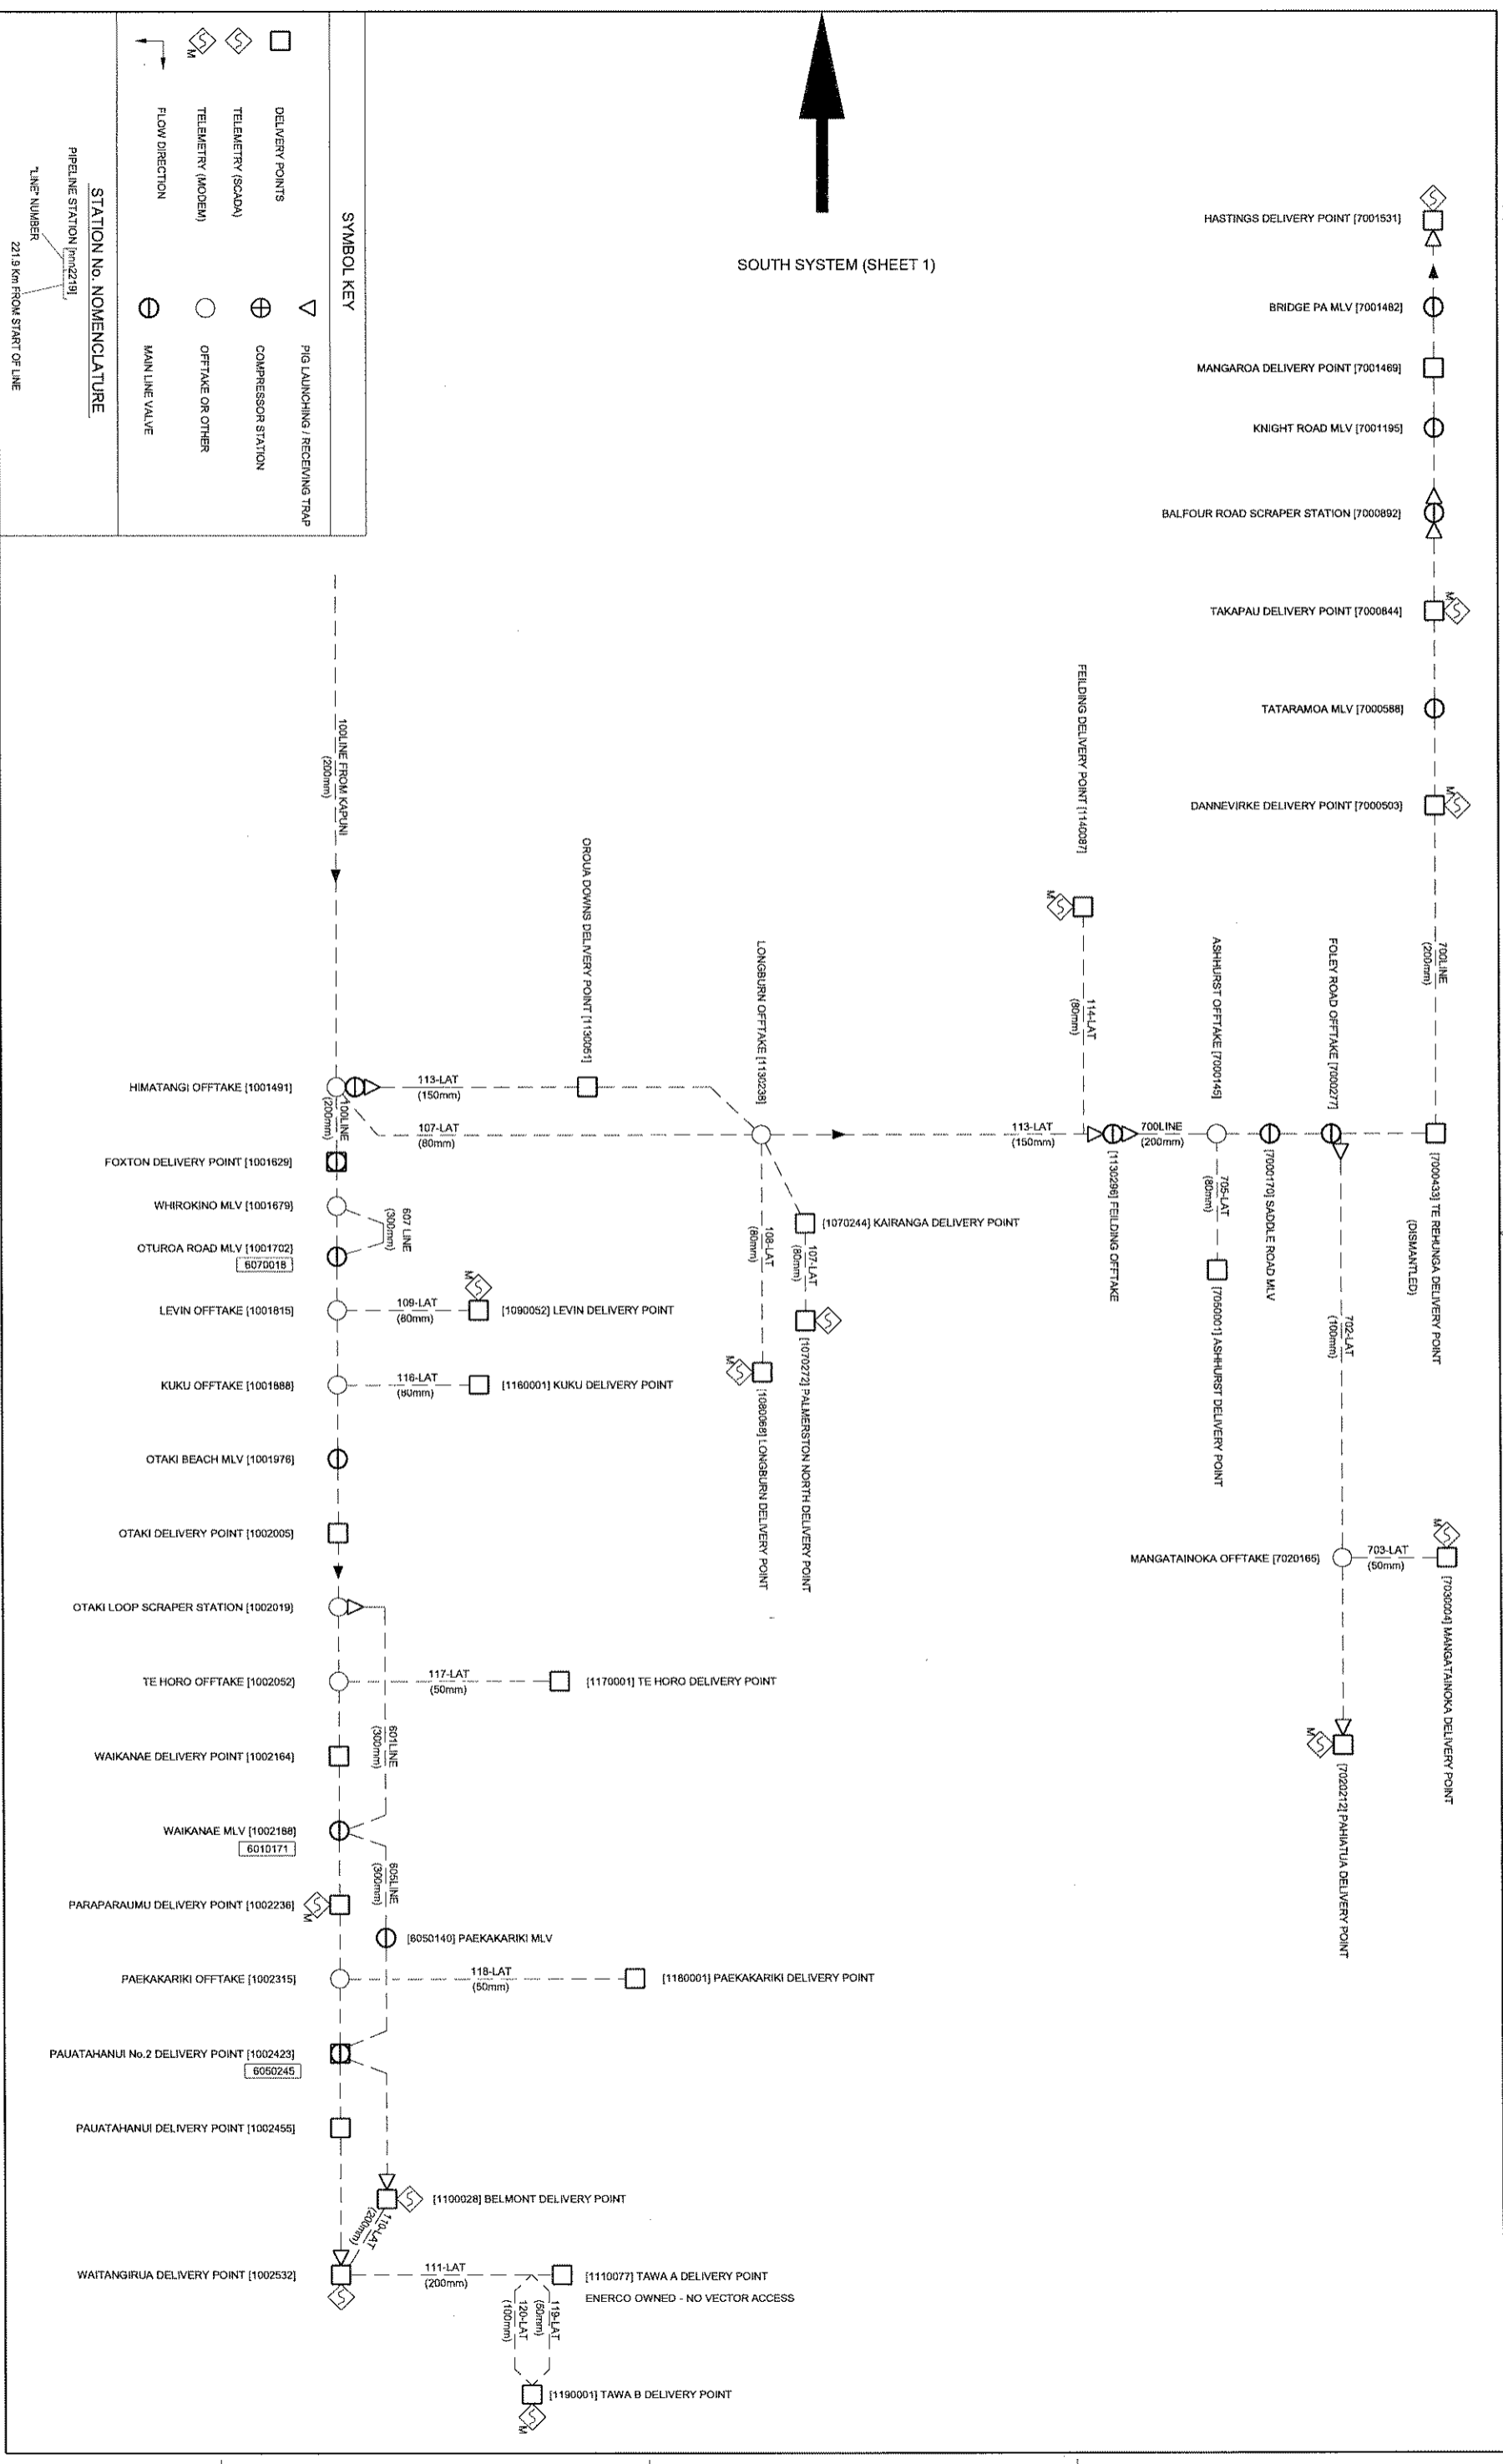 SOUTH SYSTEM (SHEET 1)
SYMBOL KEY
DELIVERY POINTS
TELEMETRY (SCADA)
M
TELEMETRY (MODEM)
FLOW DIRECTION
PIG LAUNCHING / RECEIVING TRAP
COMPRESSOR STATION
OFFTAKE OR OTHER
MAIN LINE VALVE
STATION No. NOMENCLATURE
PIPELINE STATION [nnn2219]
"LINE" NUMBER
221.9 Km FROM START OF LINE
HASTINGS DELIVERY POINT [7001531]
BRIDGE PA MLV [7001482]
MANGAROA DELIVERY POINT [7001469]
KNIGHT ROAD MLV [7001195]
BALFOUR ROAD SCRAPER STATION [7000892]
TAKAPAU DELIVERY POINT [7000844]
M
TATARAMOA MLV [7000588]
DANNEVIRKE DELIVERY POINT [7000503]
M
700LINE
(200mm)
100LINE FROM KAPUNI
(200mm)
OROUA DOWNS DELIVERY POINT [1130051]
LONGBURN OFFTAKE [1130238]
FEILDING DELIVERY POINT [1140087]
M
114-LAT
(80mm)
ASHHURST OFFTAKE [7000145]
FOLEY ROAD OFFTAKE [7000277]
HIMATANGI OFFTAKE [1001491]
113-LAT
(150mm)
107-LAT
(80mm)
113-LAT
(150mm)
700LINE
(200mm)
100LINE
(200mm)
[1130296] FEILDING OFFTAKE
705-LAT
(80mm)
[7000170] SADDLE ROAD MLV
[7000433] TE REHUNGA DELIVERY POINT
(DISMANTLED)
FOXTON DELIVERY POINT [1001629]
WHIROKINO MLV [1001679]
607 LINE
(300mm)
OTUROA ROAD MLV [1001702]
6070018
[1070244] KAIRANGA DELIVERY POINT
108-LAT
(80mm)
107-LAT
(80mm)
[7050001] ASHHURST DELIVERY POINT
702-LAT
(100mm)
LEVIN OFFTAKE [1001815]
109-LAT
(80mm)
M
[1090052] LEVIN DELIVERY POINT
[1070272] PALMERSTON NORTH DELIVERY POINT
M
[1080068] LONGBURN DELIVERY POINT
KUKU OFFTAKE [1001888]
116-LAT
(80mm)
[1160001] KUKU DELIVERY POINT
OTAKI BEACH MLV [1001976]
OTAKI DELIVERY POINT [1002005]
MANGATAINOKA OFFTAKE [7020165]
703-LAT
(50mm)
M
[7030004] MANGATAINOKA DELIVERY POINT
OTAKI LOOP SCRAPER STATION [1002019]
TE HORO OFFTAKE [1002052]
117-LAT
(50mm)
[1170001] TE HORO DELIVERY POINT
601LINE
(300mm)
WAIKANAE DELIVERY POINT [1002164]
M
[7020212] PAHIATUA DELIVERY POINT
WAIKANAE MLV [1002188]
6010171
605LINE
(300mm)
PARAPARAUMU DELIVERY POINT [1002236]
M
[6050140] PAEKAKARIKI MLV
PAEKAKARIKI OFFTAKE [1002315]
118-LAT
(50mm)
[1180001] PAEKAKARIKI DELIVERY POINT
PAUATAHANUI No.2 DELIVERY POINT [1002423]
6050245
PAUATAHANUI DELIVERY POINT [1002455]
[1100028] BELMONT DELIVERY POINT
110-LAT
(200mm)
WAITANGIRUA DELIVERY POINT [1002532]
111-LAT
(200mm)
[1110077] TAWA A DELIVERY POINT
ENERCO OWNED - NO VECTOR ACCESS
119-LAT
(50mm)
120-LAT
(100mm)
[1190001] TAWA B DELIVERY POINT
M